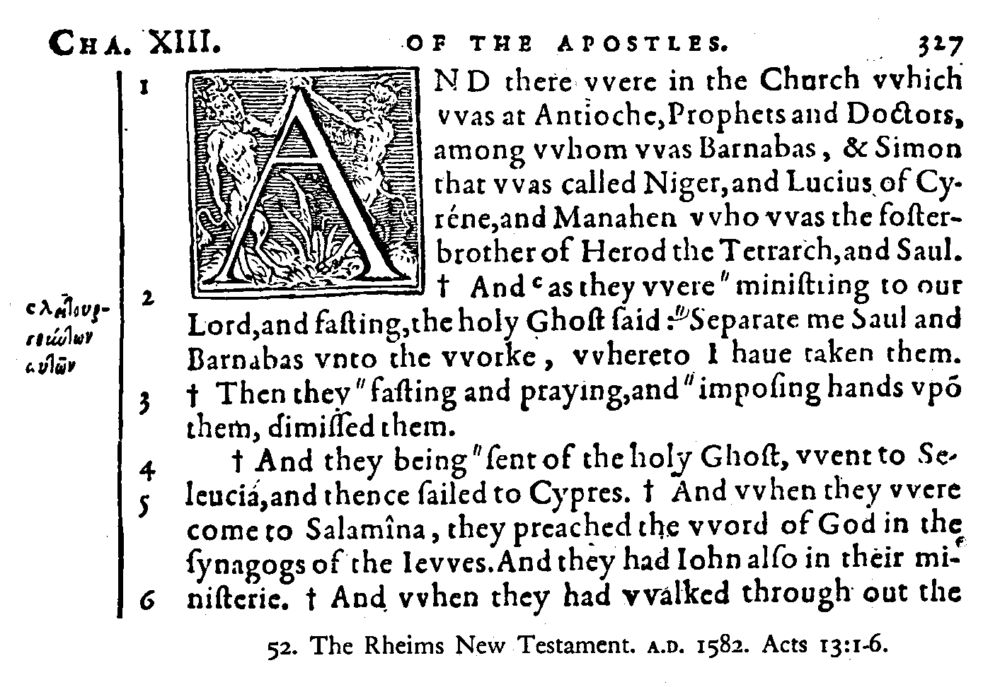 CHA. XIII. OF THE APOSTLES. 327
1 AND there vvere in the Church vvhich
vvas at Antioche, Prophets and Doctors,
among vvhom vvas Barnabas, & Simon
that vvas called Niger, and Lucius of Cy-
réne, and Manahen vvho vvas the foſter-
brother of Herod the Tetrarch, and Saul.
2 † And ᶜ as they vvere " miniſtring to our
Lord, and faſting, the holy Ghoſt ſaid :" Separate me Saul and
Barnabas vnto the vvorke, vvhereto I haue taken them.
3 † Then they " faſting and praying, and " impoſing hands vpõ
them, dimiſſed them.
4 † And they being " ſent of the holy Ghoſt, vvent to Se-
5 leucia, and thence ſailed to Cypres. † And vvhen they vvere
come to Salamîna, they preached the vvord of God in the
ſynagogs of the Ievves. And they had Iohn alſo in their mi-
6 niſterie. † And vvhen they had vvalked through out the
c λειτουρ-
γούντων
αὐτῶν
52. The Rheims New Testament. A.D. 1582. Acts 13:1-6.